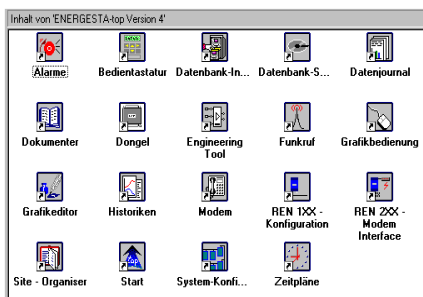 Inhalt von 'ENERGESTA-top Version 4'
Alarme Bedientastatur Datenbank-In... Datenbank-S... Datenjournal
Dokumenter Dongel Engineering Tool Funkruf Grafikbedienung
Grafikeditor Historiken Modem REN 1XX - Konfiguration REN 2XX - Modem Interface
Site - Organiser Start System-Konfi... Zeitpläne